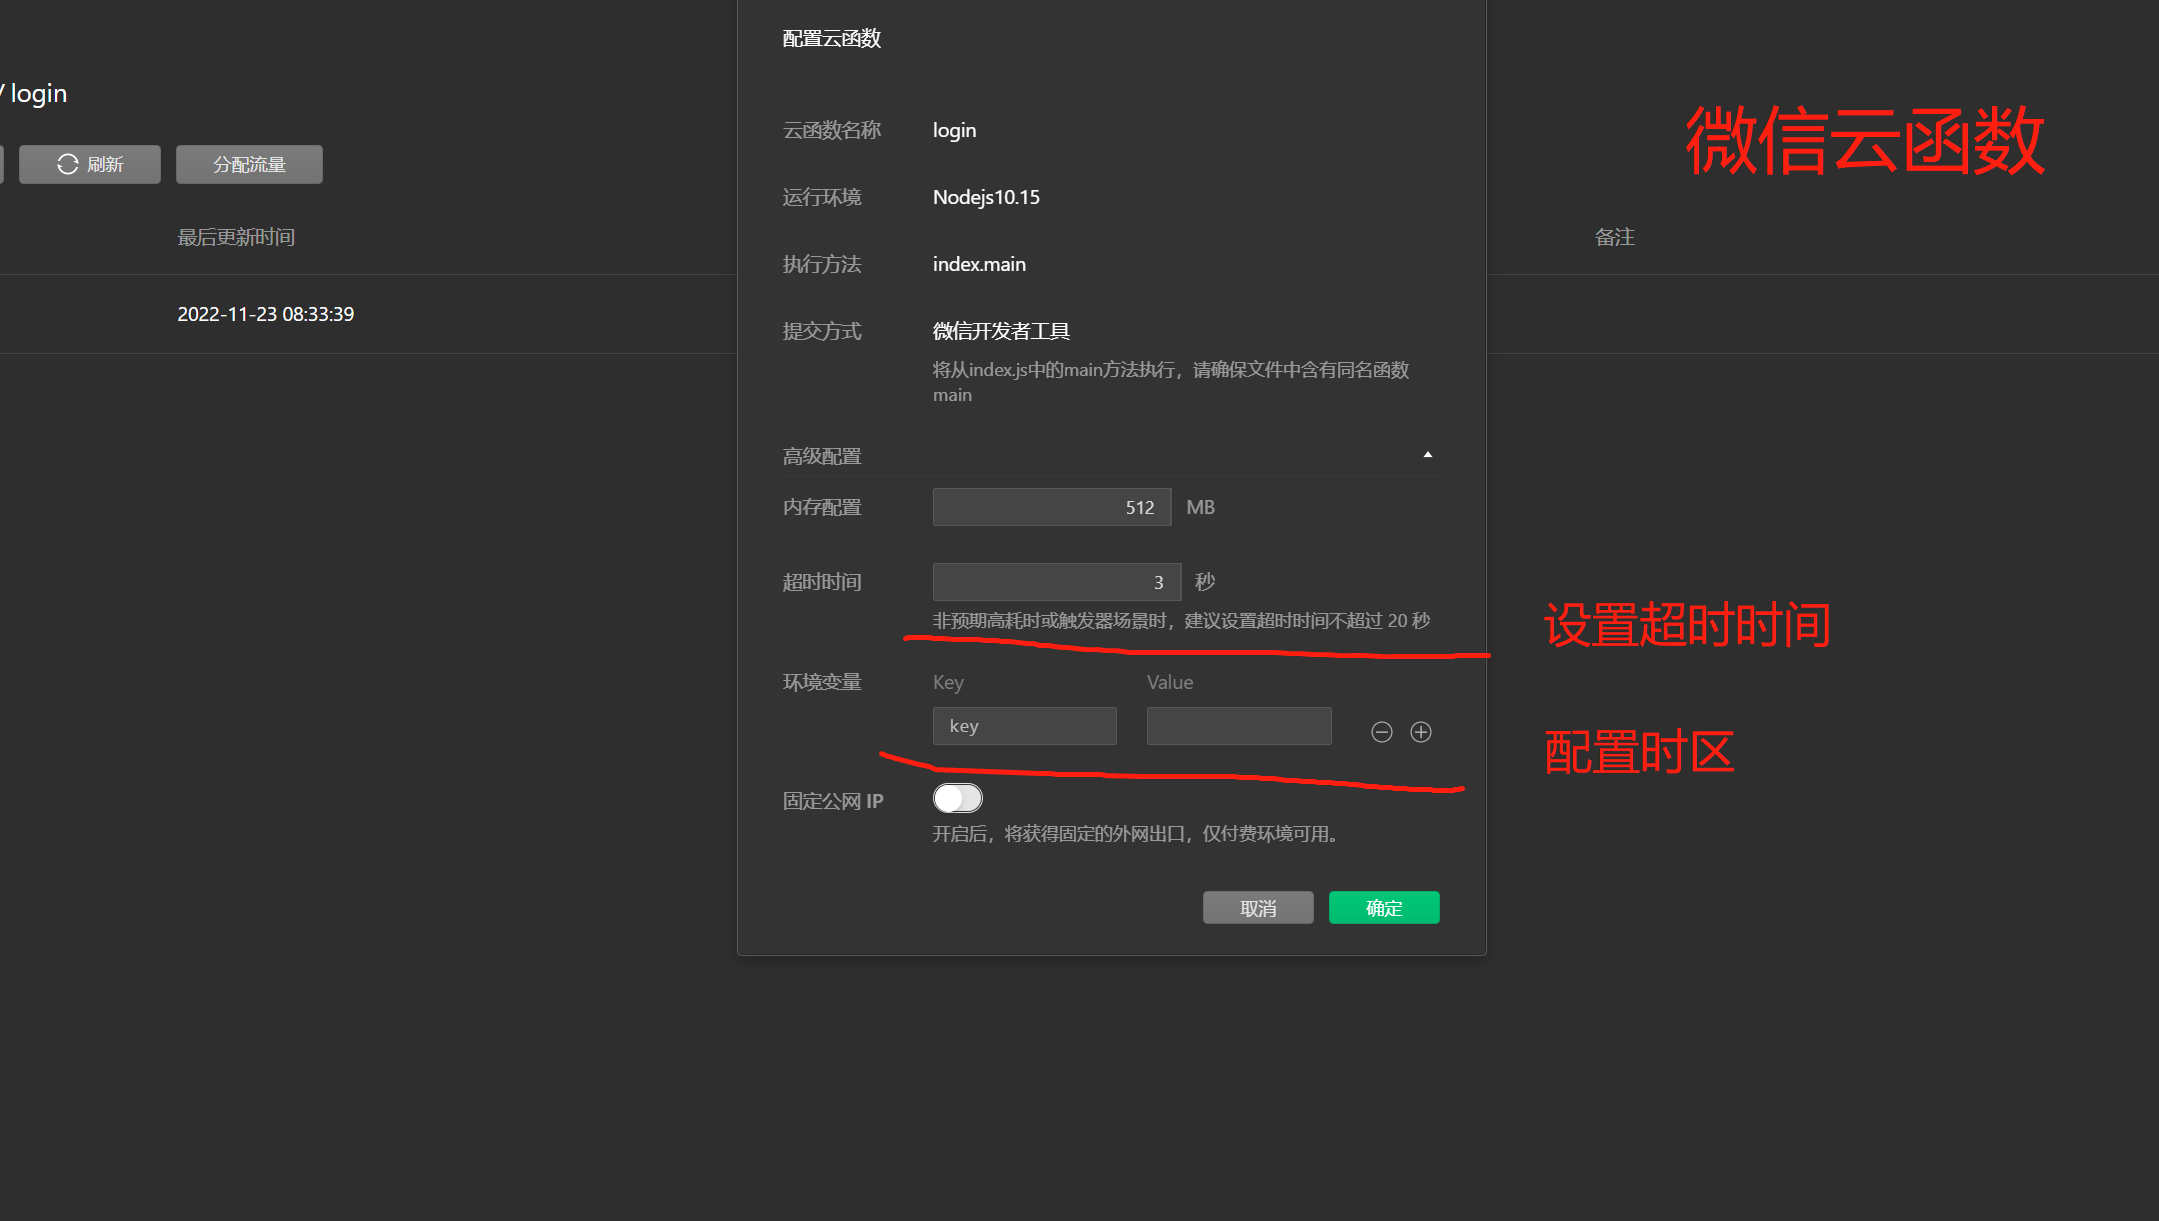 配置云函数
/ login
云函数名称 login
微信云函数
刷新
分配流量
运行环境 Nodejs10.15
最后更新时间
备注
执行方法 index.main
2022-11-23 08:33:39
提交方式 微信开发者工具
将从index.js中的main方法执行，请确保文件中含有同名函数
main
高级配置
内存配置 512 MB
超时时间 3 秒
非预期高耗时或触发器场景时，建议设置超时时间不超过 20 秒
设置超时时间
环境变量 Key Value
key
配置时区
固定公网 IP
开启后，将获得固定的外网出口，仅付费环境可用。
取消 确定